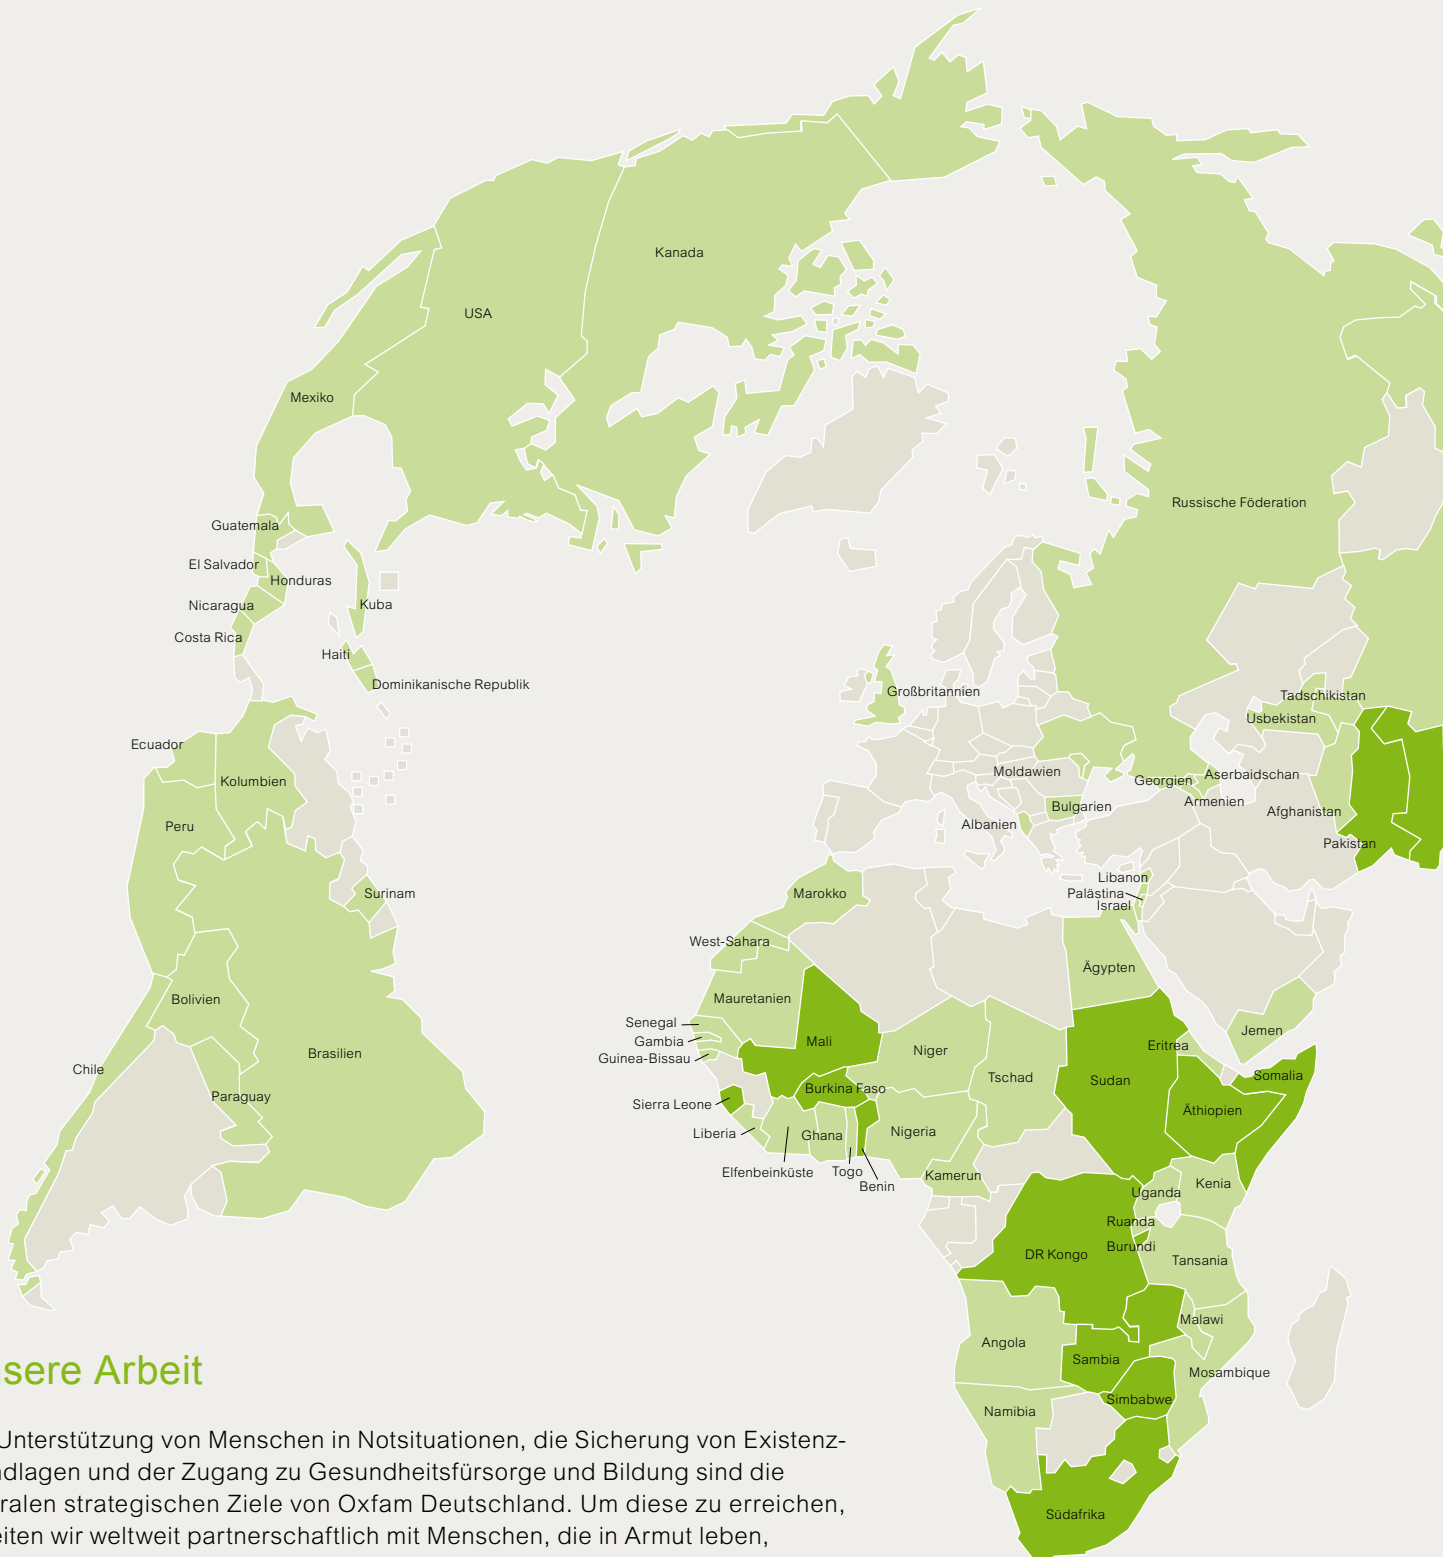 Kanada
USA
Mexiko
Russische Föderation
Guatemala
El Salvador
Honduras
Nicaragua
Kuba
Costa Rica
Haiti
Dominikanische Republik
Großbritannien
Tadschikistan
Usbekistan
Ecuador
Kolumbien
Moldawien
Georgien
Aserbaidschan
Armenien
Bulgarien
Afghanistan
Peru
Albanien
Pakistan
Surinam
Marokko
Libanon
Palästina
Israel
West-Sahara
Ägypten
Bolivien
Mauretanien
Senegal
Gambia
Guinea-Bissau
Mali
Niger
Tschad
Sudan
Eritrea
Jemen
Brasilien
Chile
Paraguay
Burkina Faso
Somalia
Äthiopien
Sierra Leone
Liberia
Ghana
Nigeria
Elfenbeinküste
Togo
Benin
Kamerun
Uganda
Kenia
Ruanda
Burundi
DR Kongo
Tansania
Malawi
Angola
Sambia
Mosambique
Simbabwe
Namibia
Südafrika
sere Arbeit
Unterstützung von Menschen in Notsituationen, die Sicherung von Existenz-
dlagen und der Zugang zu Gesundheitsfürsorge und Bildung sind die
ralen strategischen Ziele von Oxfam Deutschland. Um diese zu erreichen,
eiten wir weltweit partnerschaftlich mit Menschen, die in Armut leben,